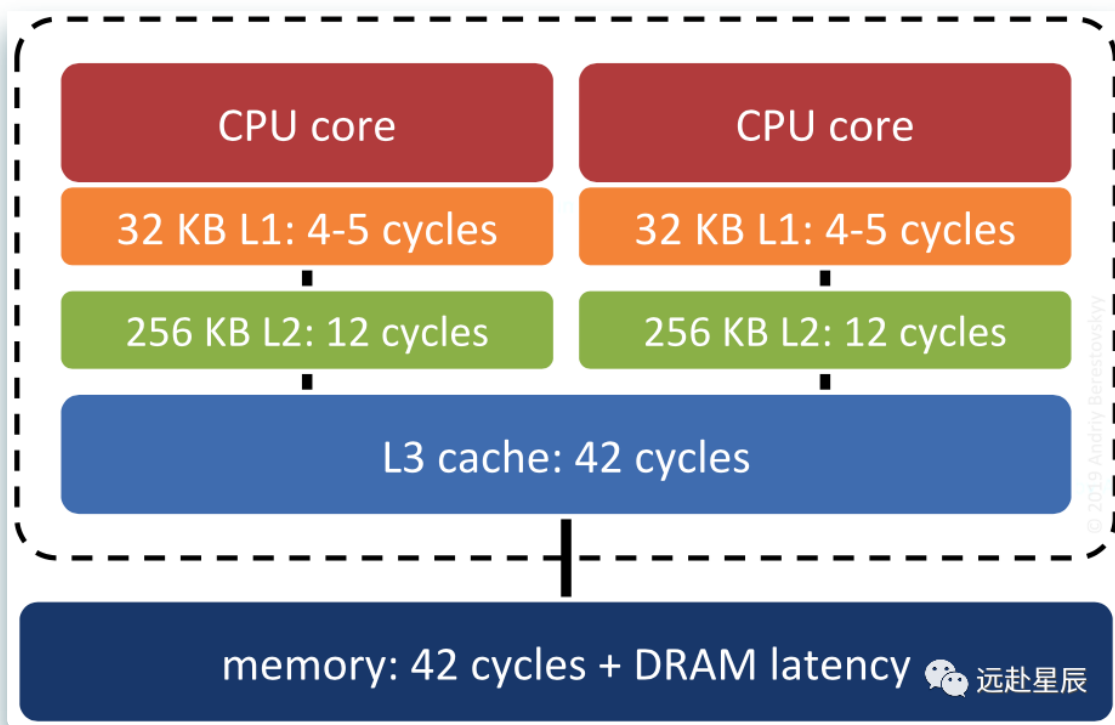 CPU core
CPU core
32 KB L1: 4-5 cycles
32 KB L1: 4-5 cycles
256 KB L2: 12 cycles
256 KB L2: 12 cycles
L3 cache: 42 cycles
© 2019 Andriy Berestovskyy
memory: 42 cycles + DRAM latency
远赴星辰